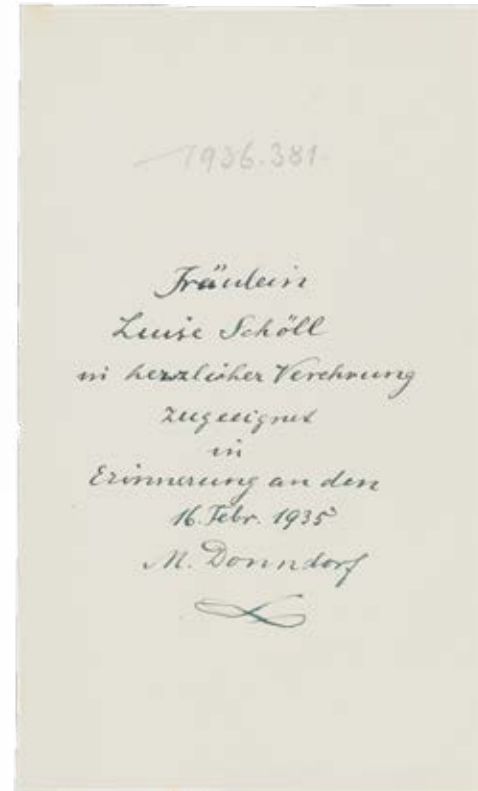 1936.381.
Fräulein
Luise Schöll
in herzlicher Verehrung
zugeeignet
in
Erinnerung an den
16. Febr. 1935
M. Donndorf